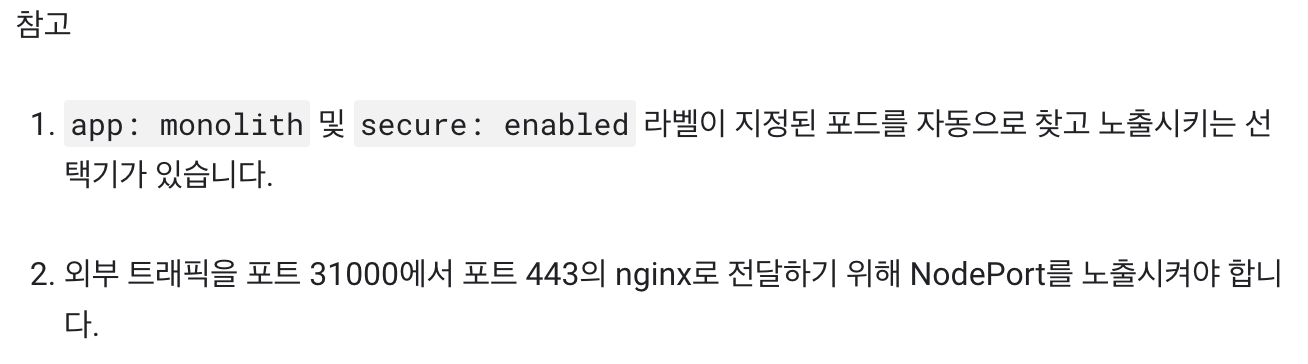 참고
1. app: monolith 및 secure: enabled 라벨이 지정된 포드를 자동으로 찾고 노출시키는 선
택기가 있습니다.
2. 외부 트래픽을 포트 31000에서 포트 443의 nginx로 전달하기 위해 NodePort를 노출시켜야 합니
다.